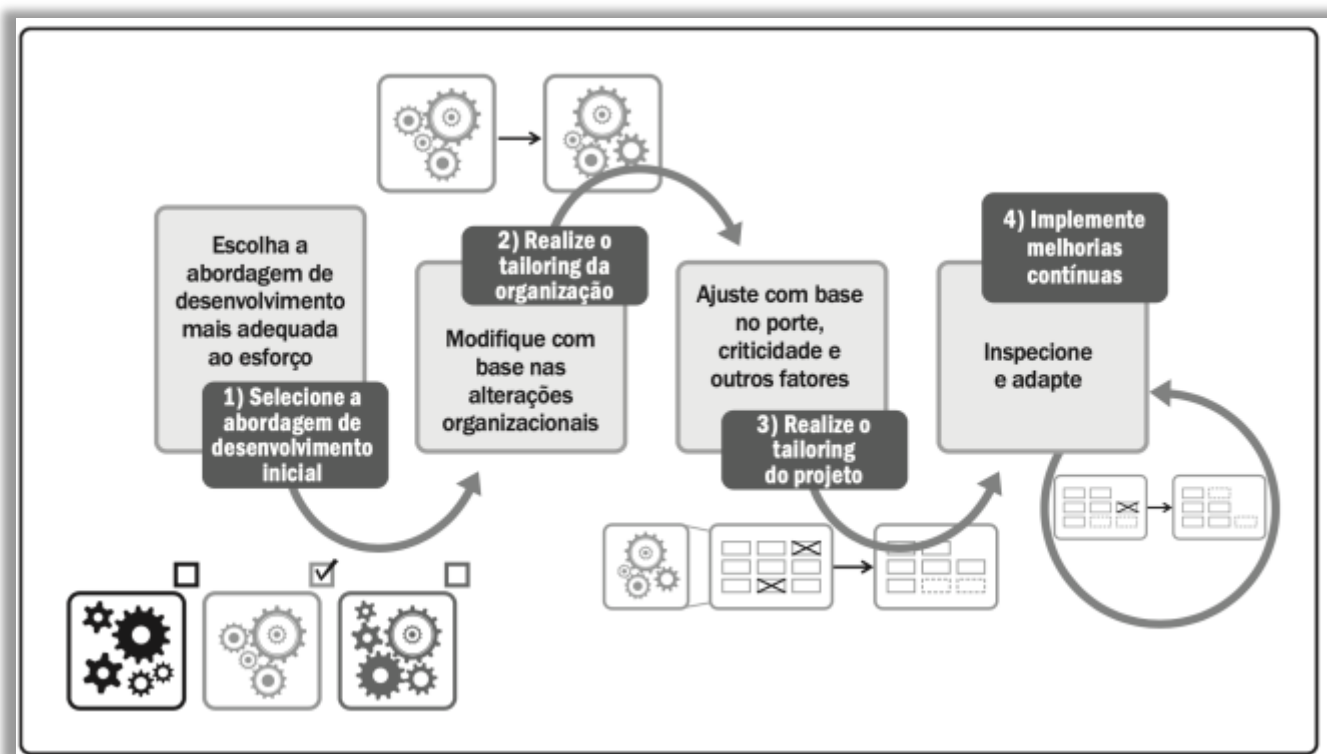 Escolha a
abordagem de
desenvolvimento
mais adequada
ao esforço
1) Selecione a
abordagem de
desenvolvimento
inicial
2) Realize o
tailoring da
organização
Modifique com
base nas
alterações
organizacionais
Ajuste com base
no porte,
criticidade e
outros fatores
3) Realize o
tailoring
do projeto
4) Implemente
melhorias
contínuas
Inspecione
e adapte